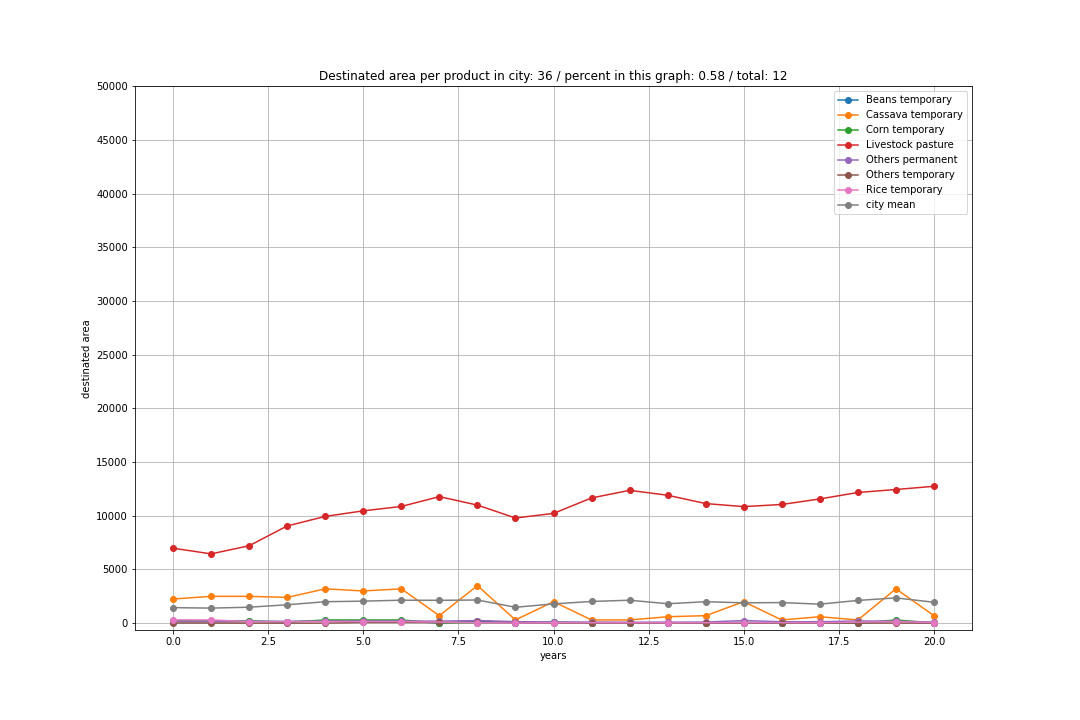 Destinated area per product in city: 36 / percent in this graph: 0.58 / total: 12
50000
45000
40000
35000
30000
25000
20000
15000
10000
5000
0
destinated area
Beans temporary
Cassava temporary
Corn temporary
Livestock pasture
Others permanent
Others temporary
Rice temporary
city mean
0.0 2.5 5.0 7.5 10.0 12.5 15.0 17.5 20.0
years